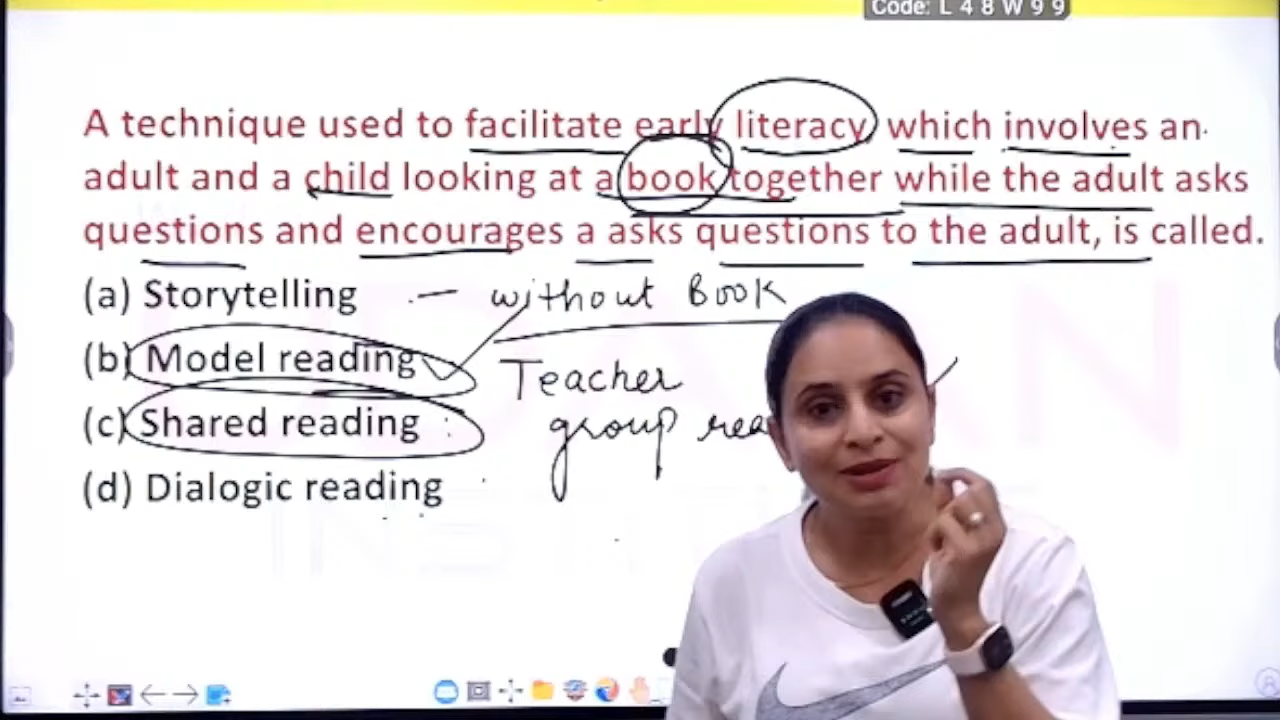 Code: L 4 8 W 9 9
A technique used to facilitate early literacy which involves an
adult and a child looking at a book together while the adult asks
questions and encourages a asks questions to the adult, is called.
(a) Storytelling — without Book
(b) Model reading Teacher
(c) Shared reading group
(d) Dialogic reading